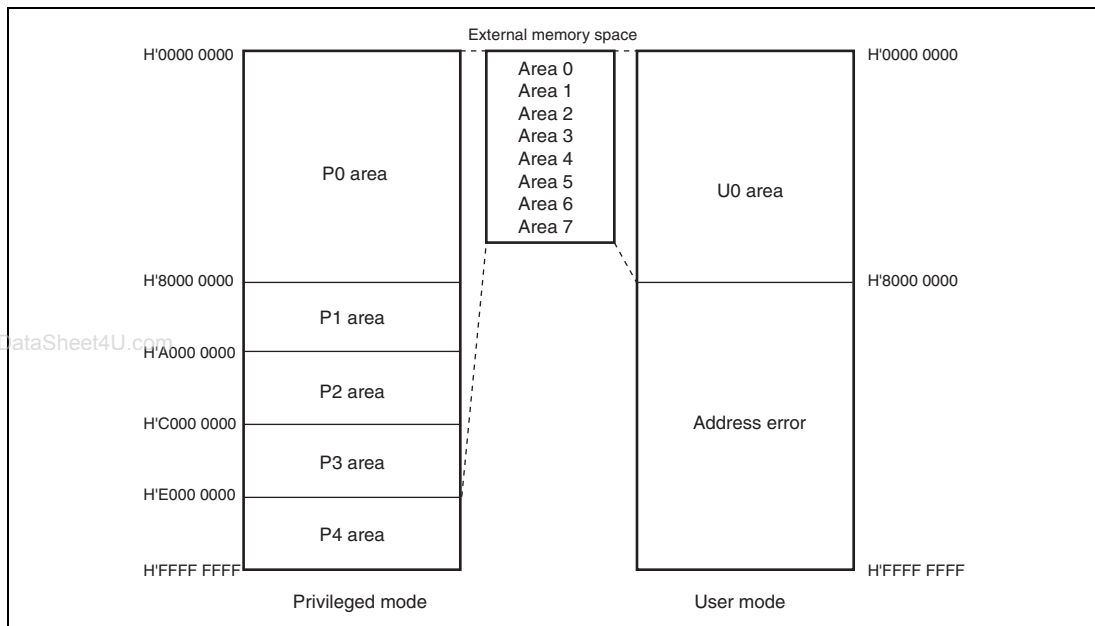 External memory space
H'0000 0000
Area 0
Area 1
Area 2
Area 3
Area 4
Area 5
Area 6
Area 7
H'0000 0000
P0 area
U0 area
H'8000 0000
H'8000 0000
P1 area
DataSheet4U.com
H'A000 0000
P2 area
H'C000 0000
Address error
P3 area
H'E000 0000
P4 area
H'FFFF FFFF
H'FFFF FFFF
Privileged mode
User mode